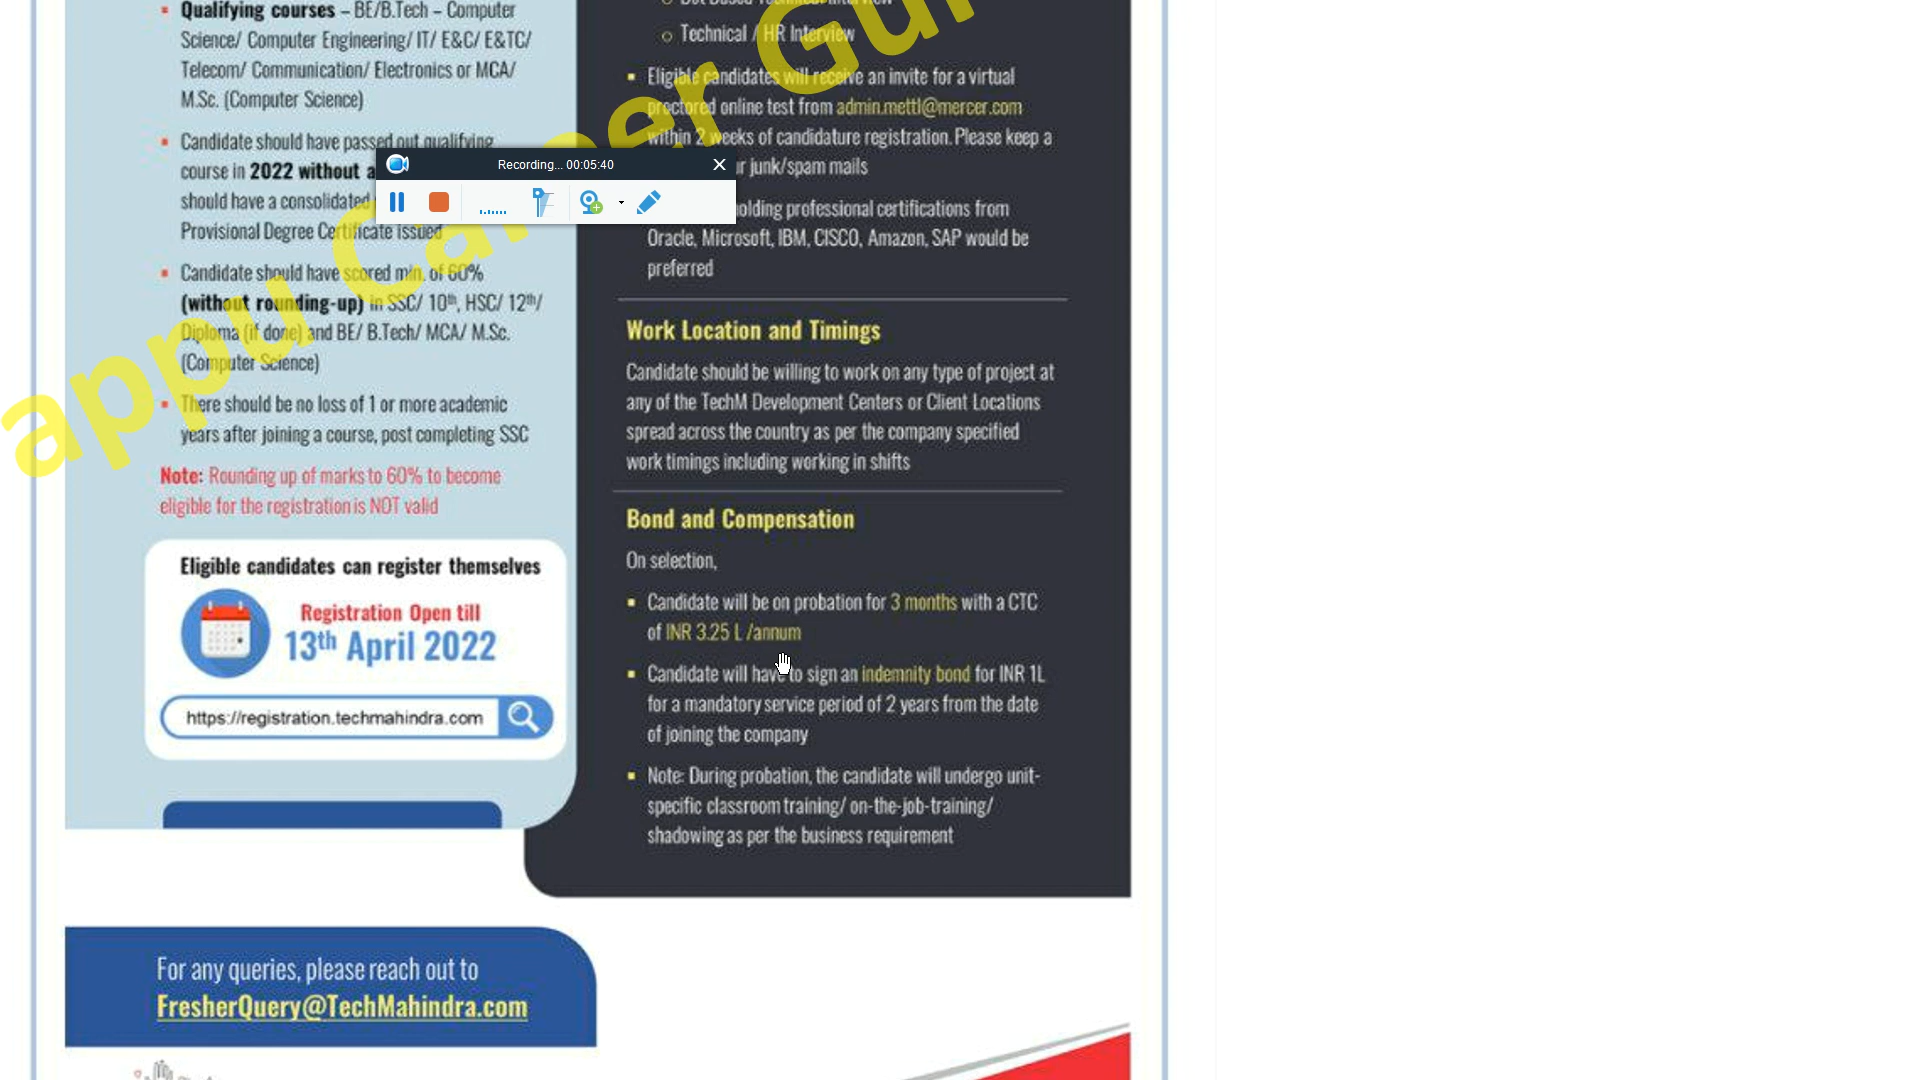 Qualifying courses – BE/B.Tech – Computer
Science/ Computer Engineering/ IT/ E&C/ E&TC/
Telecom/ Communication/ Electronics or MCA/
M.Sc. (Computer Science)
Candidate should have passed out qualifying
course in 2022 without a
should have a consolidated
Provisional Degree Certificate issued
Candidate should have scored min. of 60%
(without rounding-up) in SSC/ 10th, HSC/ 12th/
Diploma (if done) and BE/ B.Tech/ MCA/ M.Sc.
(Computer Science)
There should be no loss of 1 or more academic
years after joining a course, post completing SSC
Note: Rounding up of marks to 60% to become
eligible for the registration is NOT valid
Eligible candidates can register themselves
Registration Open till
13th April 2022
https://registration.techmahindra.com
Technical / HR Interview
Eligible candidates will receive an invite for a virtual
proctored online test from admin.mettl@mercer.com
within 2 weeks of candidature registration. Please keep a
r junk/spam mails
olding professional certifications from
Oracle, Microsoft, IBM, CISCO, Amazon, SAP would be
preferred
Work Location and Timings
Candidate should be willing to work on any type of project at
any of the TechM Development Centers or Client Locations
spread across the country as per the company specified
work timings including working in shifts
Bond and Compensation
On selection,
Candidate will be on probation for 3 months with a CTC
of INR 3.25 L /annum
Candidate will have to sign an indemnity bond for INR 1L
for a mandatory service period of 2 years from the date
of joining the company
Note: During probation, the candidate will undergo unit-
specific classroom training/ on-the-job-training/
shadowing as per the business requirement
For any queries, please reach out to
FresherQuery@TechMahindra.com
Recording... 00:05:40
appu Career Gu